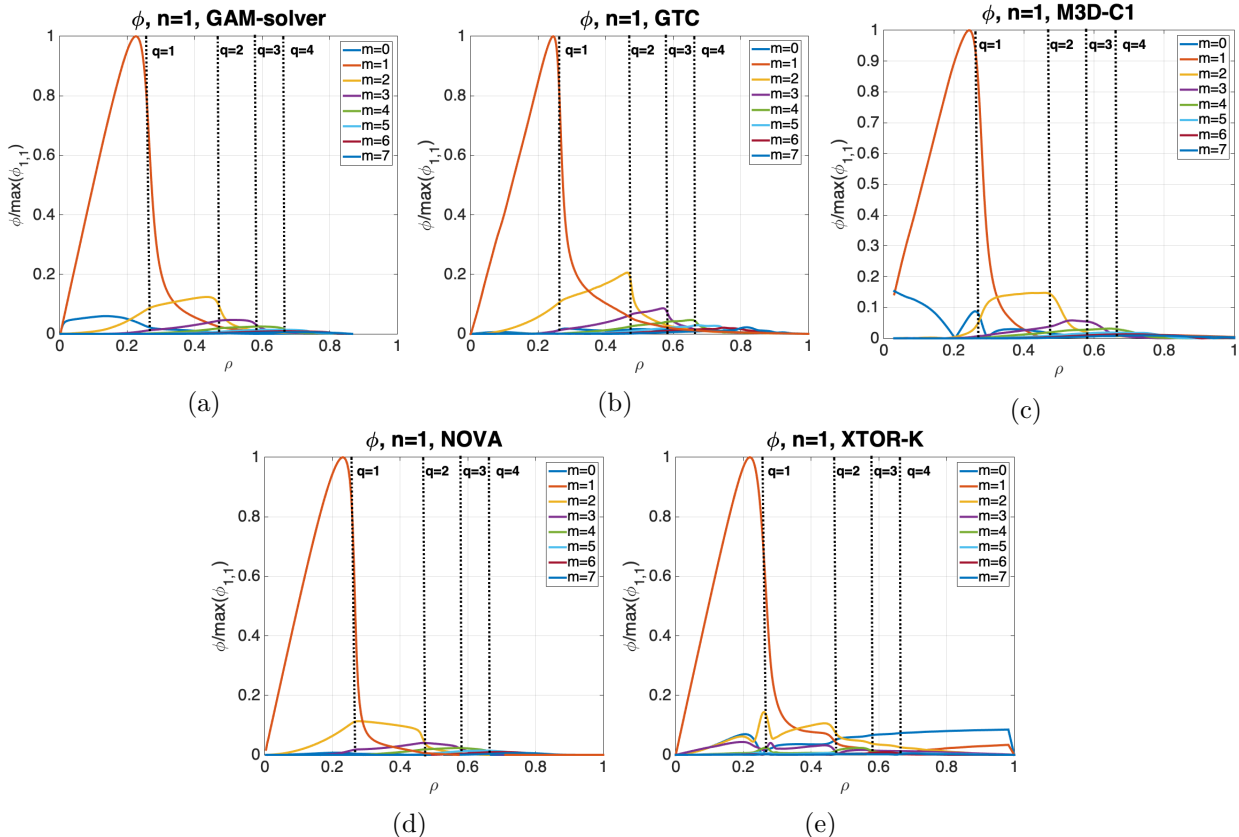 ϕ, n=1, GAM-solver
q=1 q=2 q=3 q=4
m=0
m=1
m=2
m=3
m=4
m=5
m=6
m=7
1
0.8
0.6
0.4
0.2
0
ϕ/max(ϕ1,1)
0 0.2 0.4 0.6 0.8 1
ρ
(a)
ϕ, n=1, GTC
q=1 q=2 q=3 q=4
m=0
m=1
m=2
m=3
m=4
m=5
m=6
m=7
1
0.8
0.6
0.4
0.2
0
ϕ/max(ϕ1,1)
0 0.2 0.4 0.6 0.8 1
ρ
(b)
ϕ, n=1, M3D-C1
q=1 q=2 q=3 q=4
m=0
m=1
m=2
m=3
m=4
m=5
m=6
m=7
1
0.9
0.8
0.7
0.6
0.5
0.4
0.3
0.2
0.1
0
ϕ/max(ϕ1,1)
0 0.2 0.4 0.6 0.8 1
ρ
(c)
ϕ, n=1, NOVA
q=1 q=2 q=3 q=4
m=0
m=1
m=2
m=3
m=4
m=5
m=6
m=7
1
0.8
0.6
0.4
0.2
0
ϕ/max(ϕ1,1)
0 0.2 0.4 0.6 0.8 1
ρ
(d)
ϕ, n=1, XTOR-K
q=1 q=2 q=3 q=4
m=0
m=1
m=2
m=3
m=4
m=5
m=6
m=7
1
0.8
0.6
0.4
0.2
0
ϕ/max(ϕ1,1)
0 0.2 0.4 0.6 0.8 1
ρ
(e)